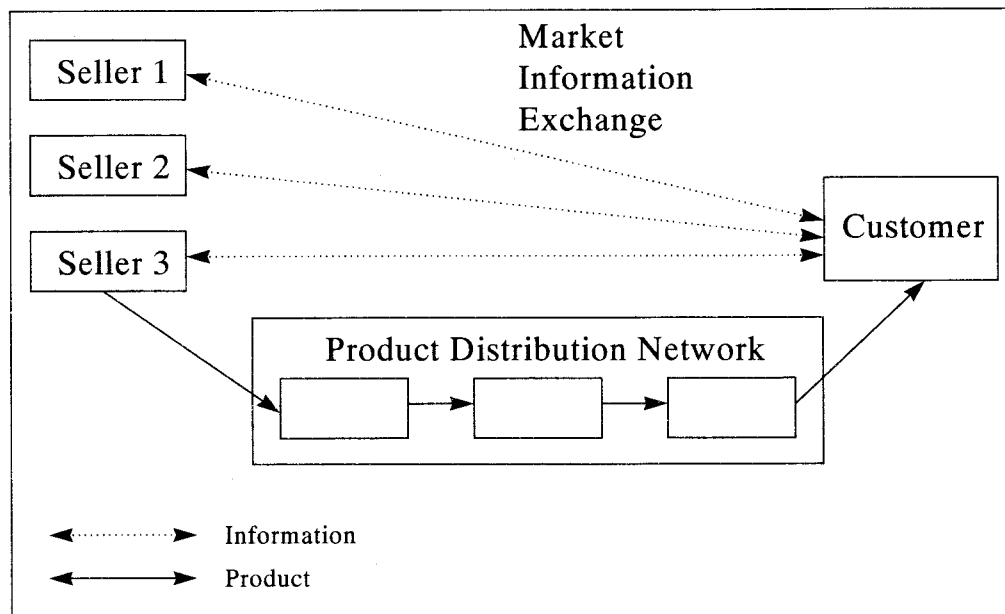 Market
Information
Exchange
Seller 1
Seller 2
Seller 3
Customer
Product Distribution Network
Information
Product